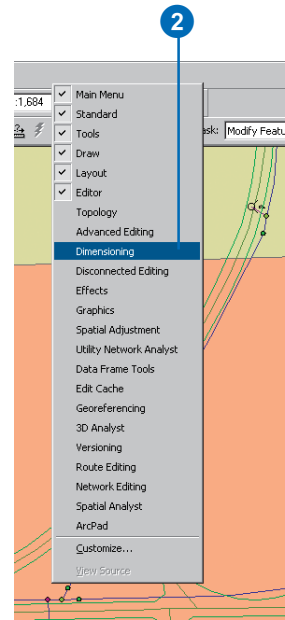 2
:1,684
Main Menu
Standard
Tools
ask: Modify Featu
Draw
Layout
Editor
Topology
Advanced Editing
Dimensioning
Disconnected Editing
Effects
Graphics
Spatial Adjustment
Utility Network Analyst
Data Frame Tools
Edit Cache
Georeferencing
3D Analyst
Versioning
Route Editing
Network Editing
Spatial Analyst
ArcPad
Customize...
View Source